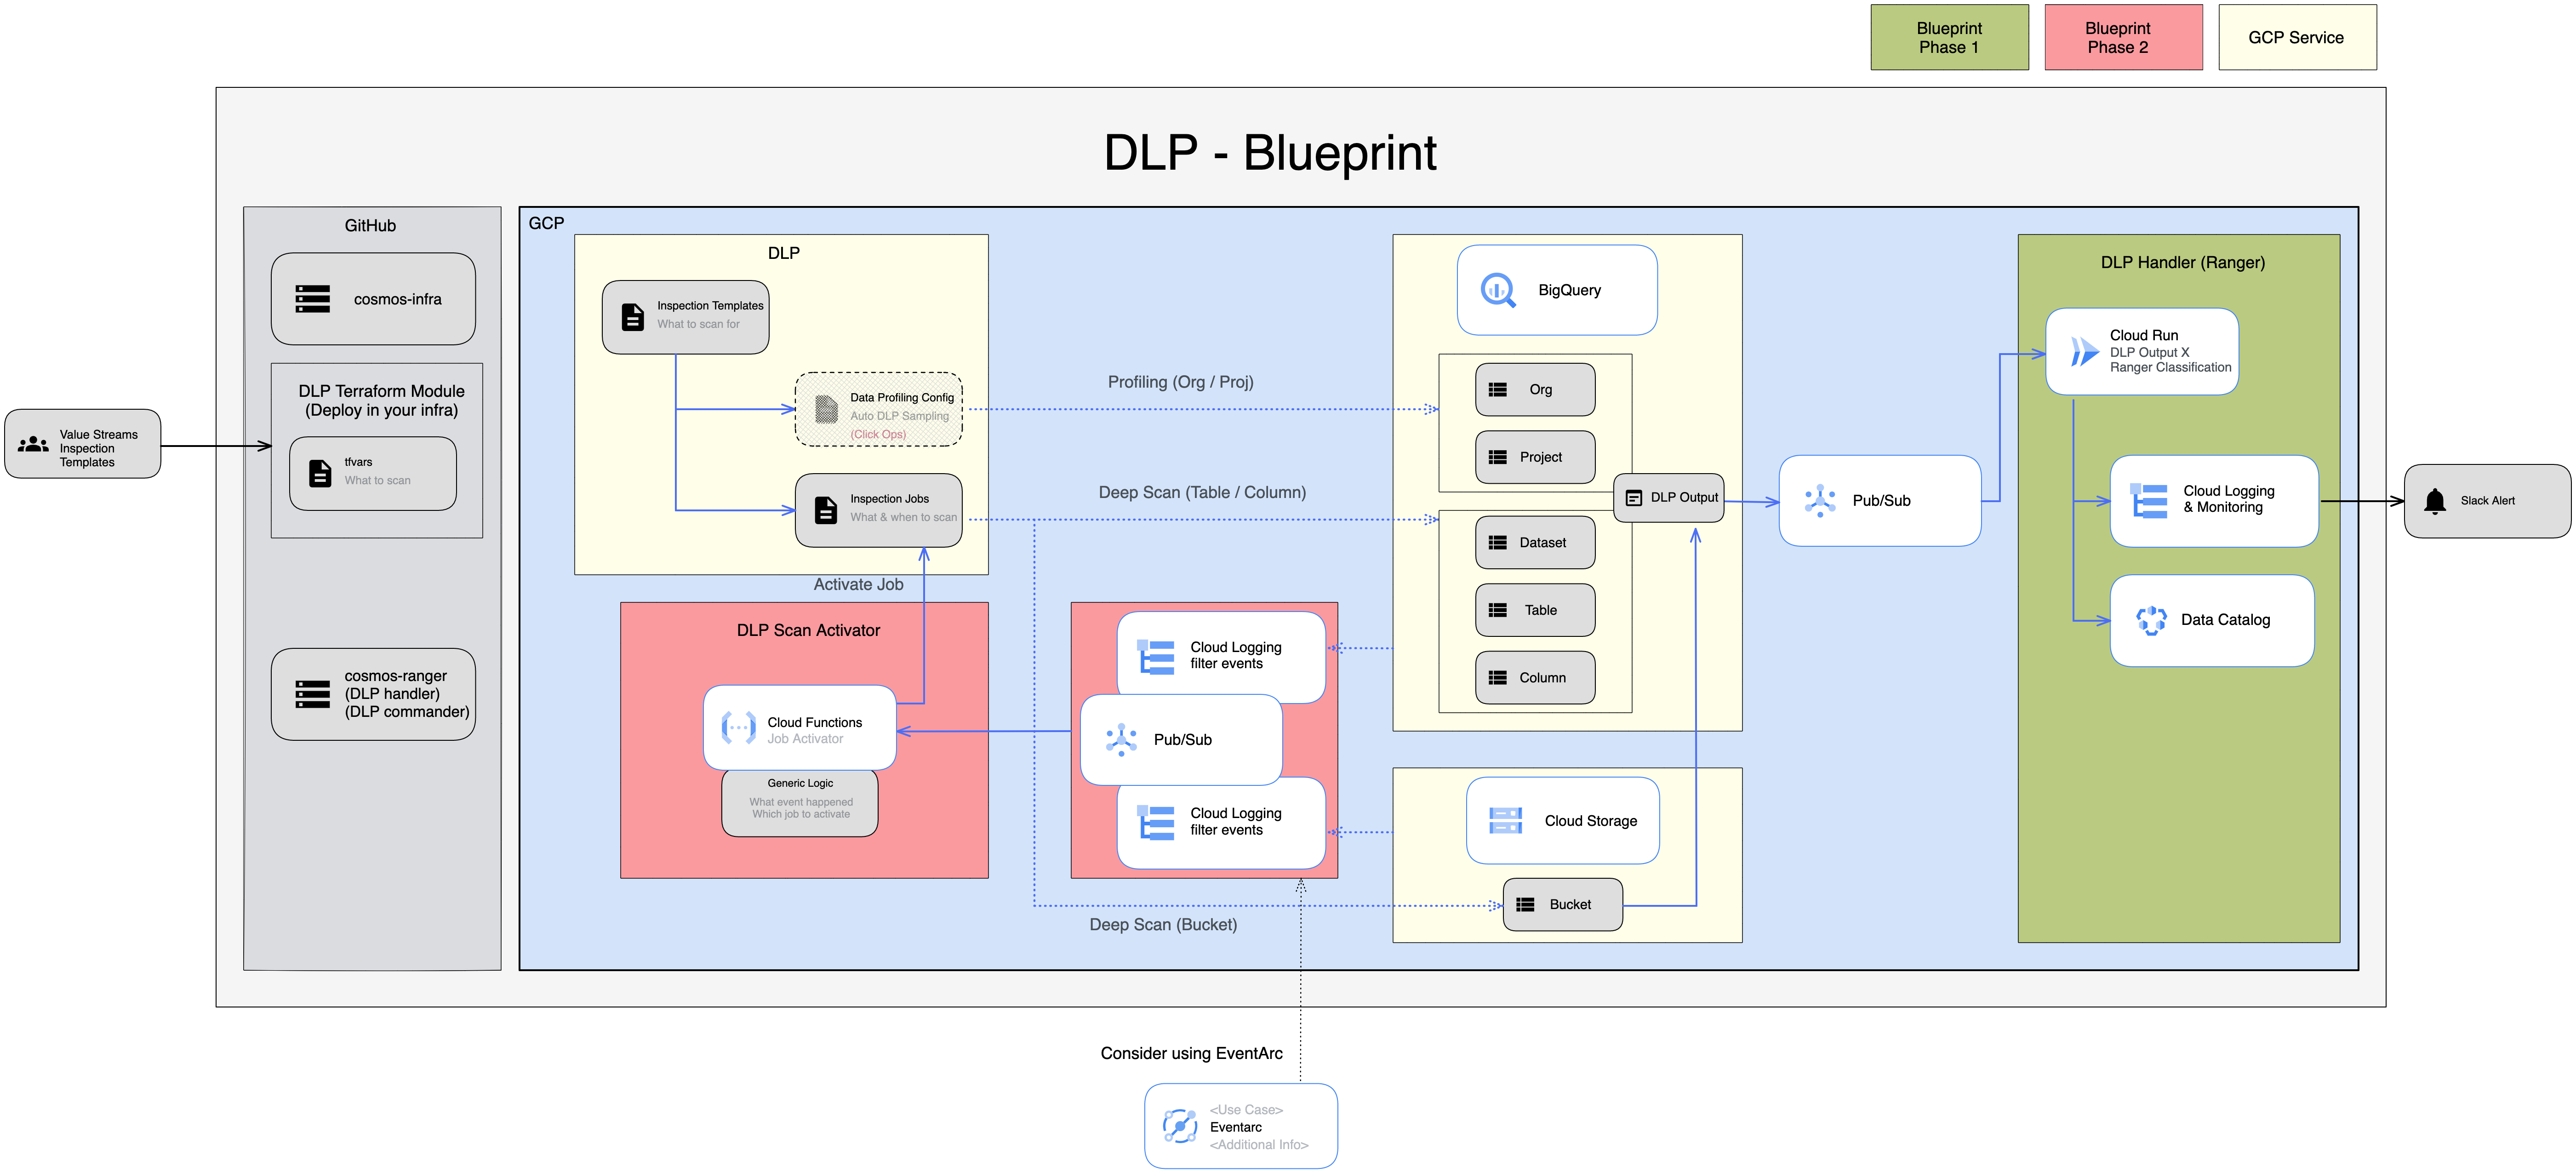 Blueprint
Phase 1
Blueprint
Phase 2
GCP Service
DLP - Blueprint
GitHub
cosmos-infra
DLP Terraform Module
(Deploy in your infra)
tfvars
What to scan
cosmos-ranger
(DLP handler)
(DLP commander)
Value Streams
Inspection
Templates
GCP
DLP
Inspection Templates
What to scan for
Data Profiling Config
Auto DLP Sampling
(Click Ops)
Inspection Jobs
What & when to scan
Activate Job
DLP Scan Activator
Cloud Functions
Job Activator
Generic Logic
What event happened
Which job to activate
Profiling (Org / Proj)
Deep Scan (Table / Column)
Cloud Logging
filter events
Pub/Sub
Cloud Logging
filter events
Deep Scan (Bucket)
BigQuery
Org
Project
DLP Output
Dataset
Table
Column
Cloud Storage
Bucket
Pub/Sub
DLP Handler (Ranger)
Cloud Run
DLP Output X
Ranger Classification
Cloud Logging
& Monitoring
Data Catalog
Slack Alert
Consider using EventArc
<Use Case>
Eventarc
<Additional Info>